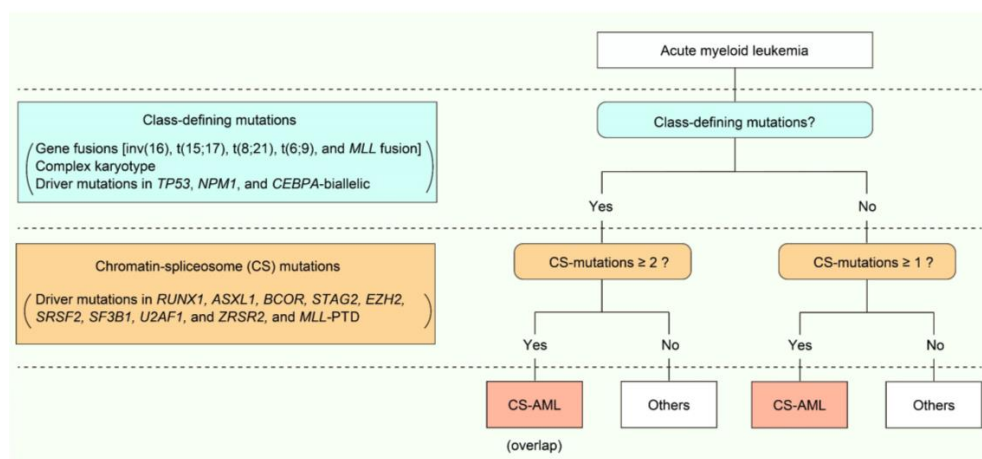 Acute myeloid leukemia
Class-defining mutations
Gene fusions [inv(16), t(15;17), t(8;21), t(6;9), and MLL fusion]
Complex karyotype
Driver mutations in TP53, NPM1, and CEBPA-biallelic
Class-defining mutations?
Yes
No
Chromatin-spliceosome (CS) mutations
Driver mutations in RUNX1, ASXL1, BCOR, STAG2, EZH2,
SRSF2, SF3B1, U2AF1, and ZRSR2, and MLL-PTD
CS-mutations ≥ 2 ?
CS-mutations ≥ 1 ?
Yes
No
Yes
No
CS-AML
Others
CS-AML
Others
(overlap)